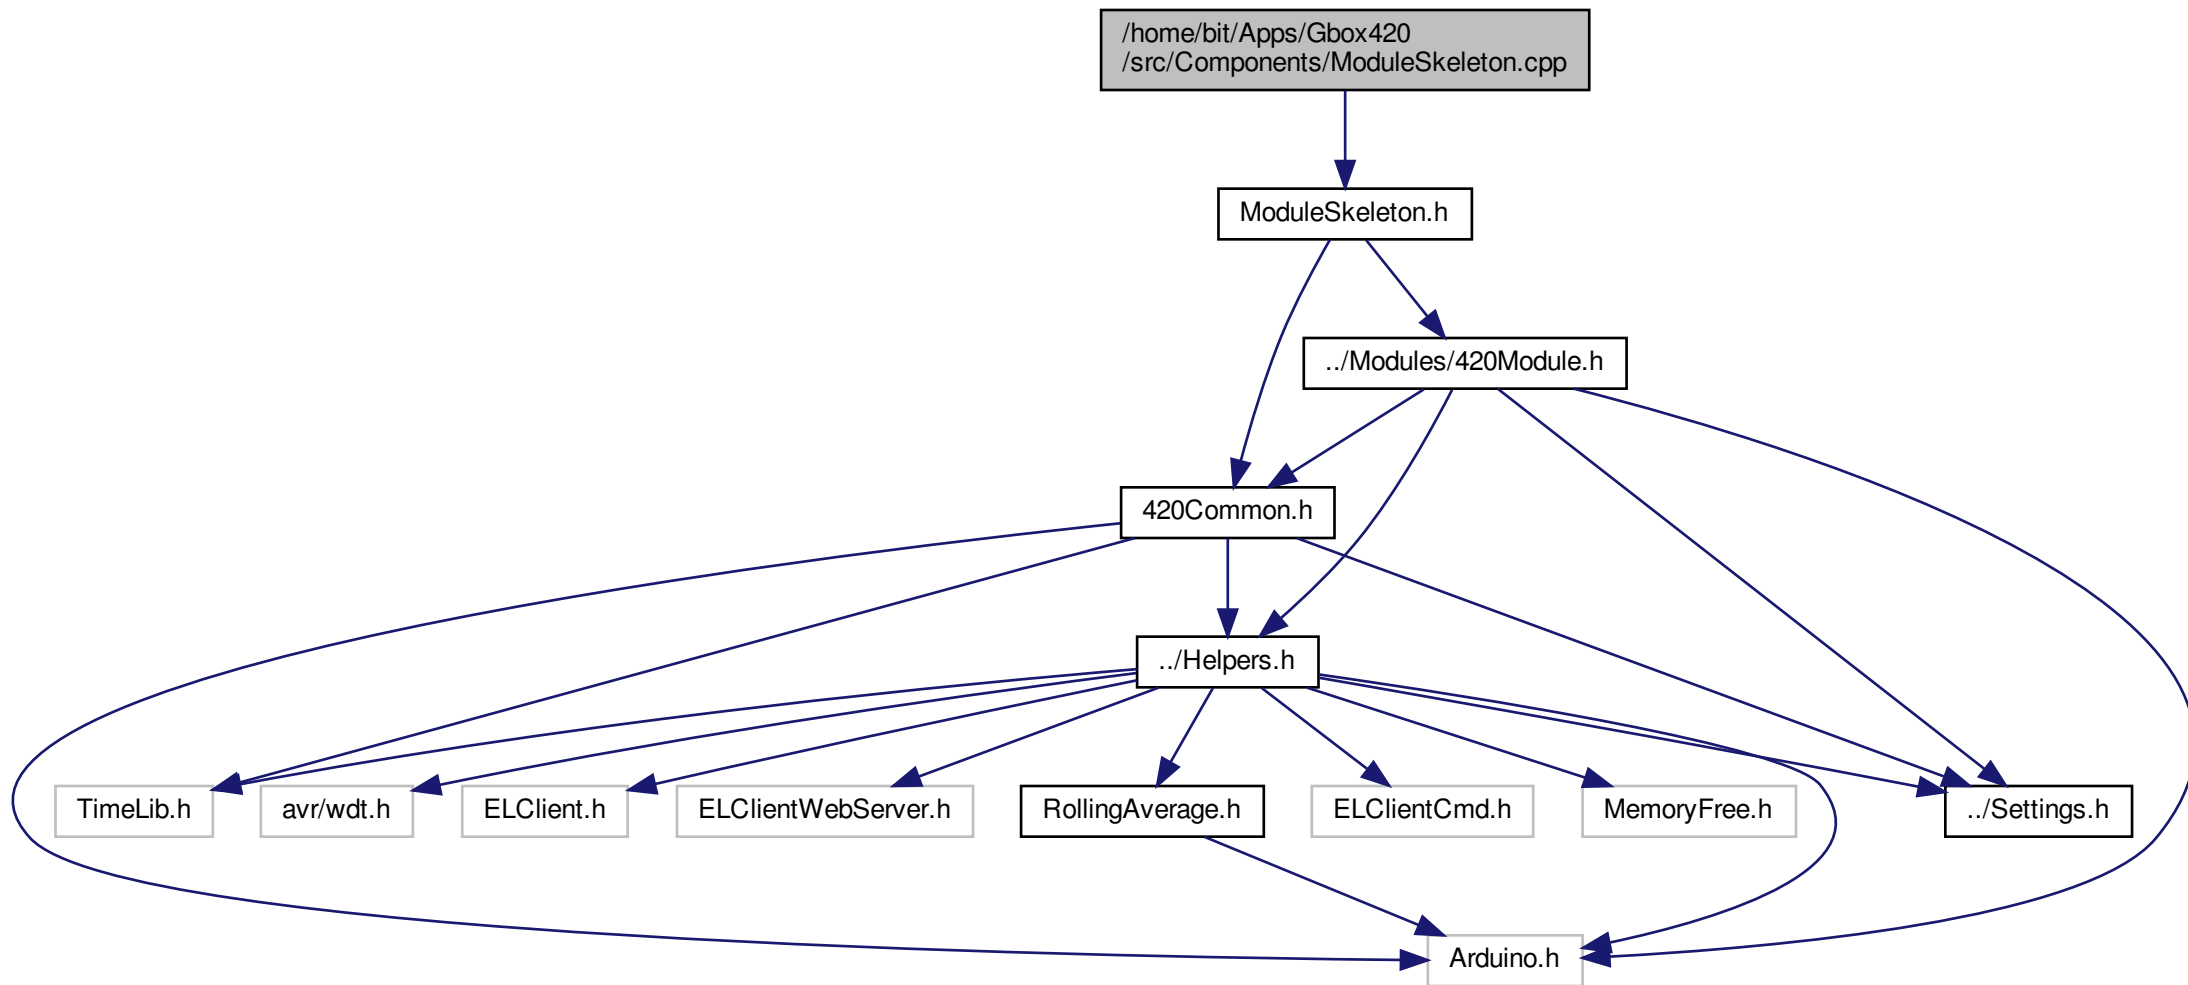 /home/bit/Apps/Gbox420
/src/Components/ModuleSkeleton.cpp
ModuleSkeleton.h
../Modules/420Module.h
420Common.h
../Helpers.h
TimeLib.h
avr/wdt.h
ELClient.h
ELClientWebServer.h
RollingAverage.h
ELClientCmd.h
MemoryFree.h
../Settings.h
Arduino.h